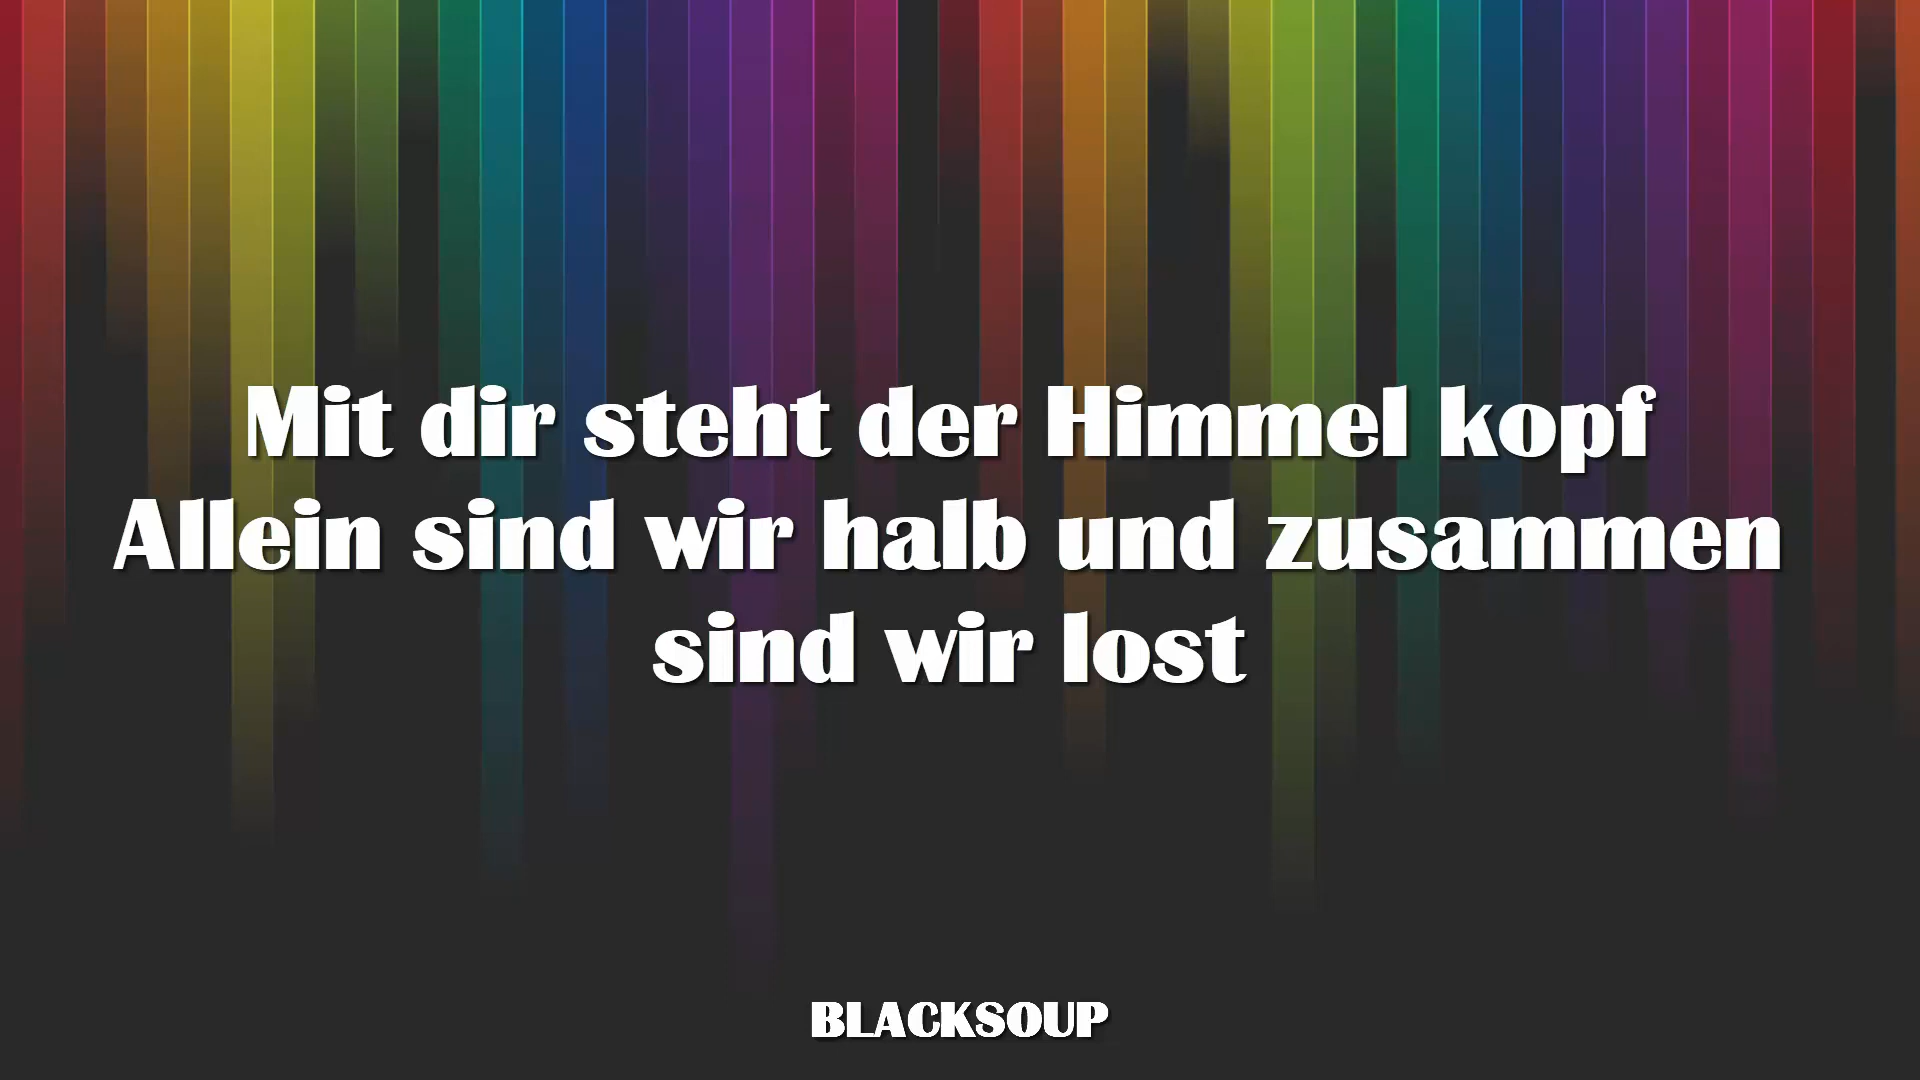 Mit dir steht der Himmel kopf
Allein sind wir halb und zusammen
sind wir lost
BLACKSOUP